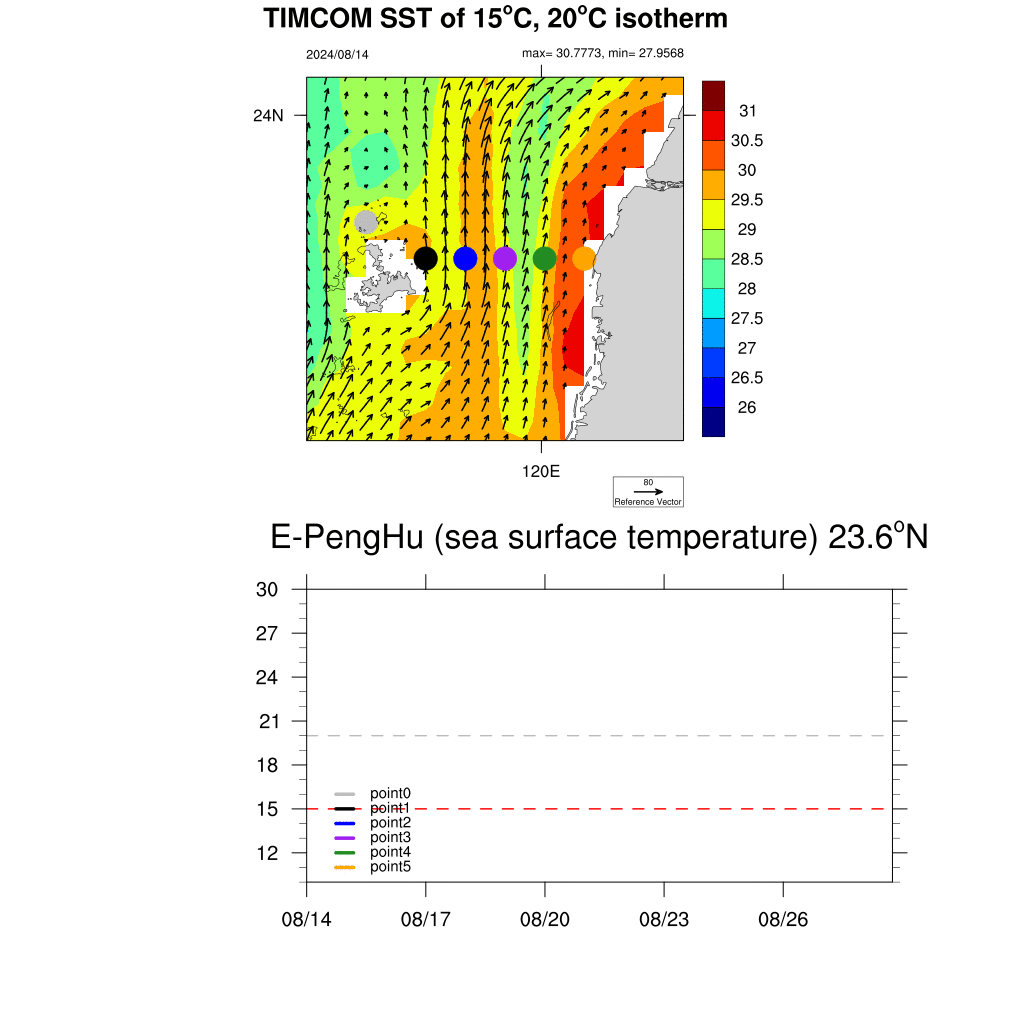 TIMCOM SST of 15°C, 20°C isotherm
2024/08/14
max= 30.7773, min= 27.9568
24N
31
30.5
30
29.5
29
28.5
28
27.5
27
26.5
26
120E
80
Reference Vector
E-PengHu (sea surface temperature) 23.6°N
30
27
24
21
18
15
12
point0
point1
point2
point3
point4
point5
08/14
08/17
08/20
08/23
08/26